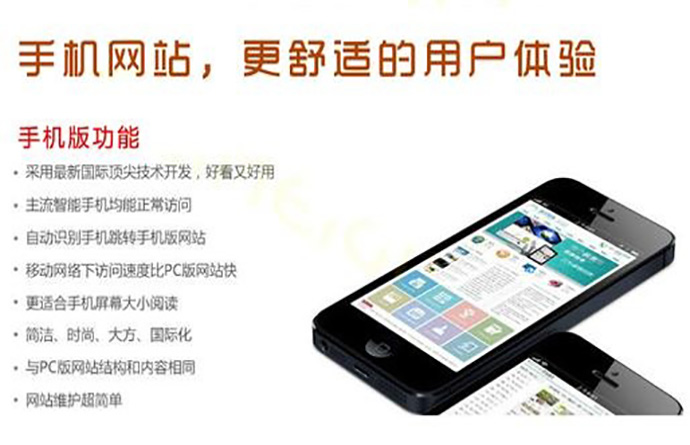 手机网站，更舒适的用户体验
手机版功能
• 采用最新国际顶尖技术开发，好看又好用
• 主流智能手机均能正常访问
• 自动识别手机跳转手机版网站
• 移动网络下访问速度比PC版网站快
• 更适合手机屏幕大小阅读
• 简洁、时尚、大方、国际化
• 与PC版网站结构和内容相同
• 网站维护超简单